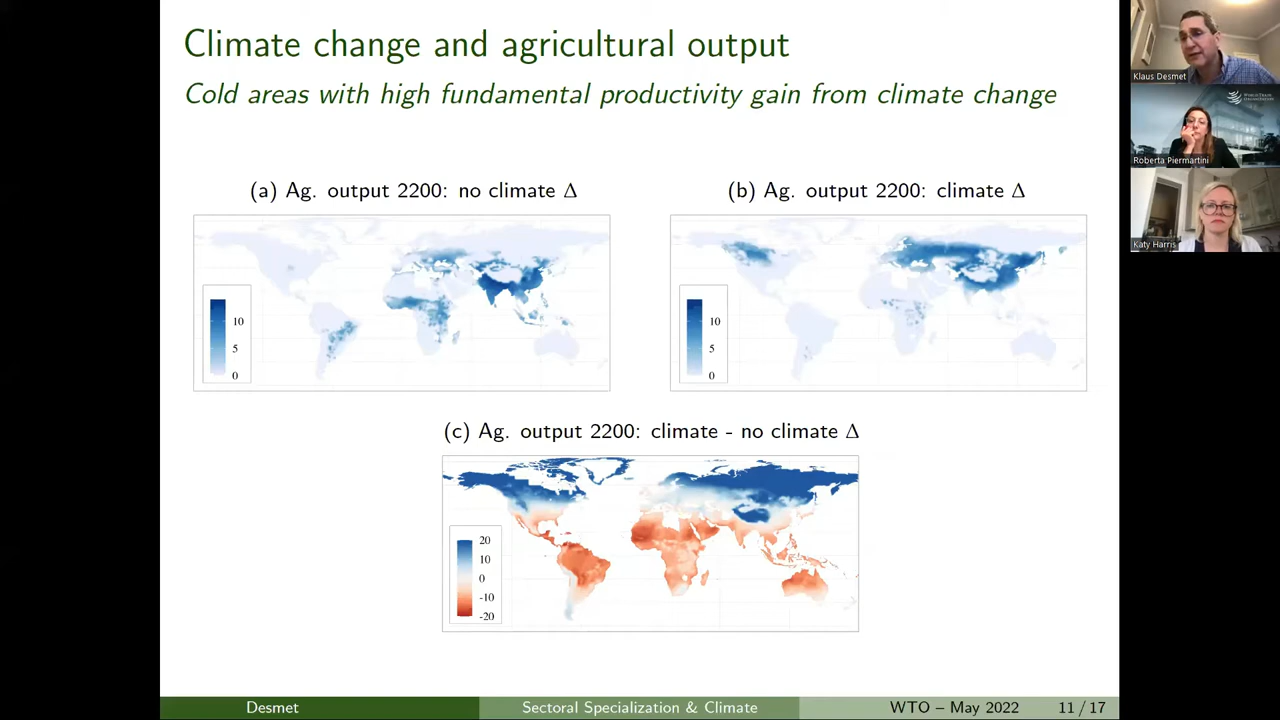 Climate change and agricultural output
Cold areas with high fundamental productivity gain from climate change
(a) Ag. output 2200: no climate Δ
10
5
0
(b) Ag. output 2200: climate Δ
10
5
0
(c) Ag. output 2200: climate - no climate Δ
20
10
0
-10
-20
Desmet
Sectoral Specialization & Climate
WTO – May 2022
11 / 17
Klaus Desmet
Roberta Piermartini
Katy Harris